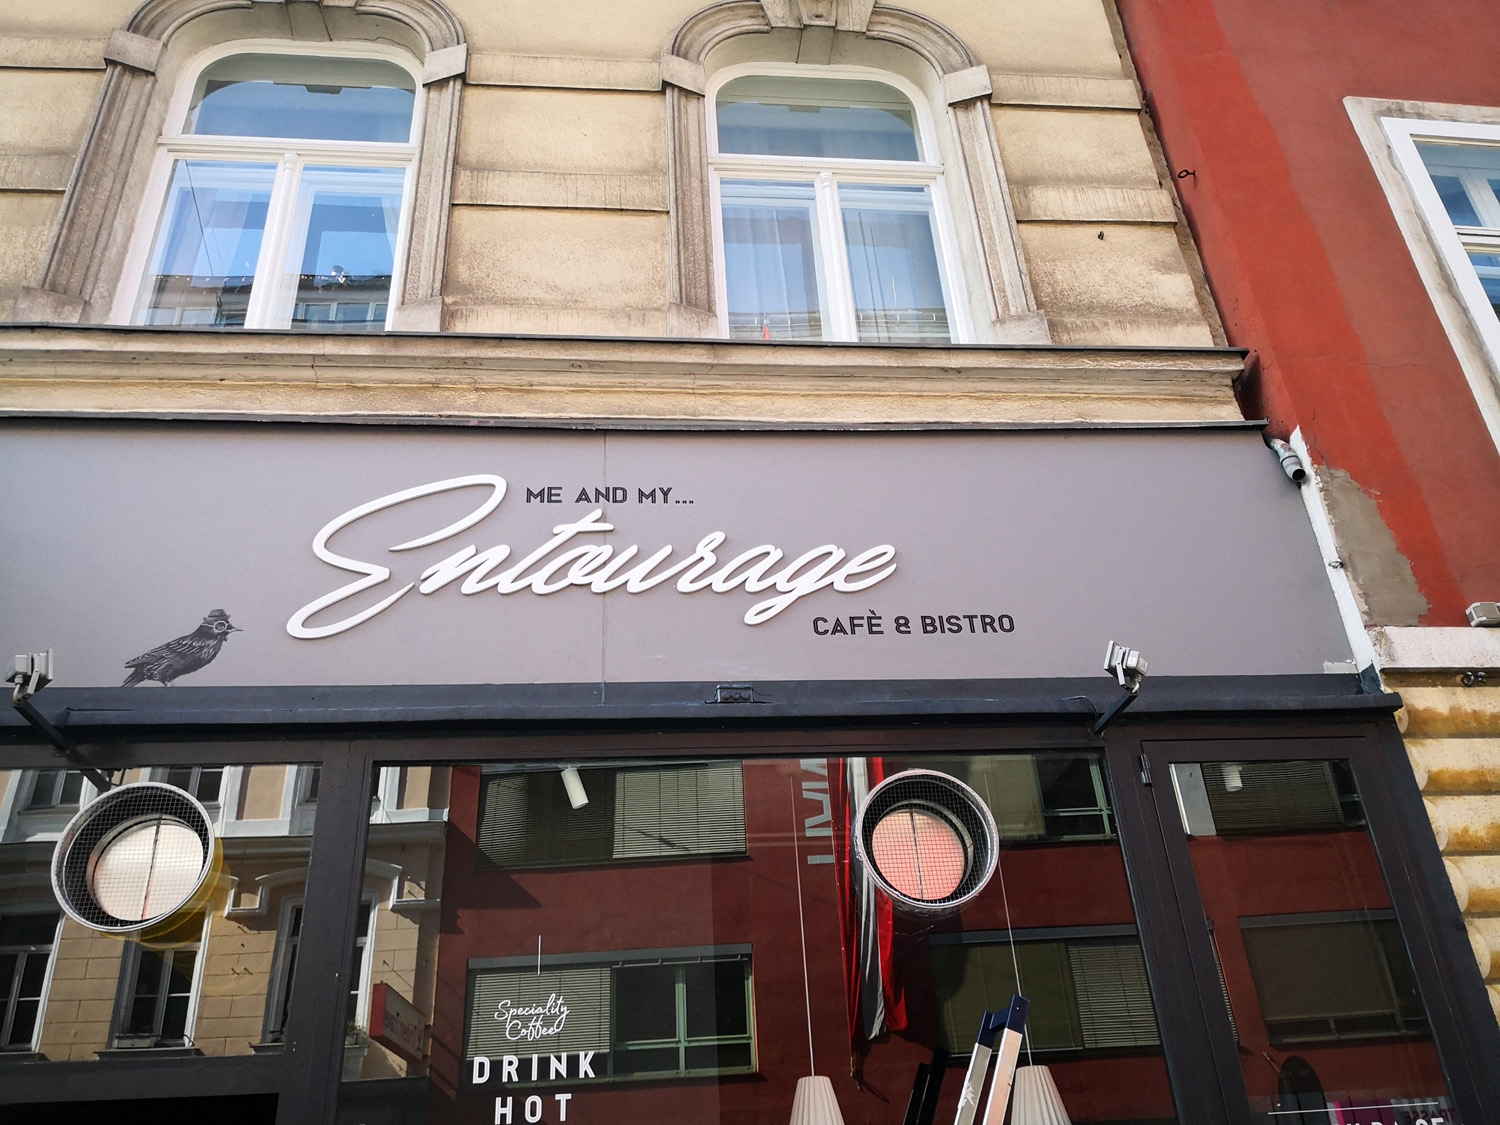 ME AND MY...
Entourage
CAFÈ & BISTRO
Speciality
Coffee
DRINK
HOT